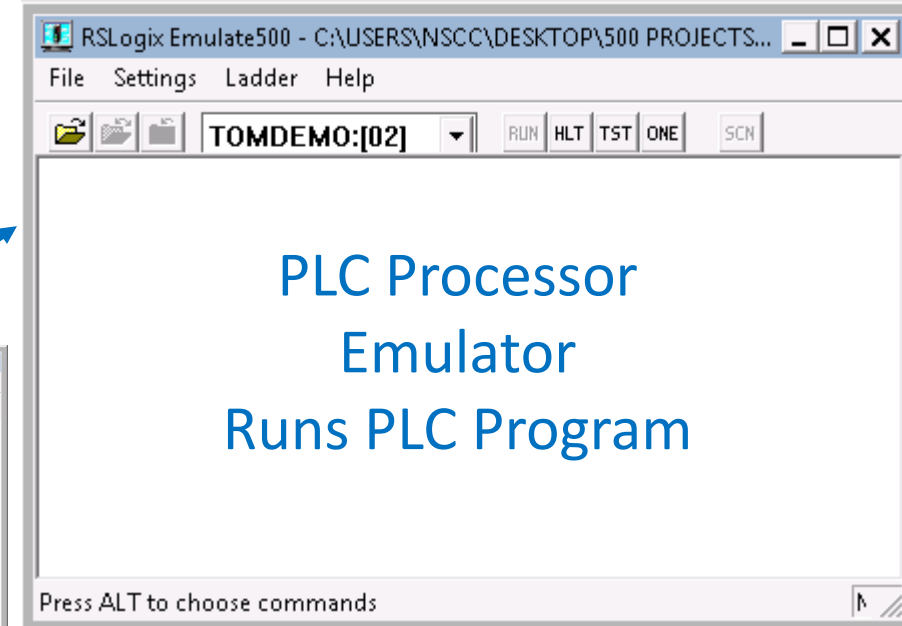 RSLogix Emulate500 - C:\USERS\NSCC\DESKTOP\500 PROJECTS...
File Settings Ladder Help
TOMDEMO:[02] RUN HLT TST ONE SCN
PLC Processor
Emulator
Runs PLC Program
Press ALT to choose commands